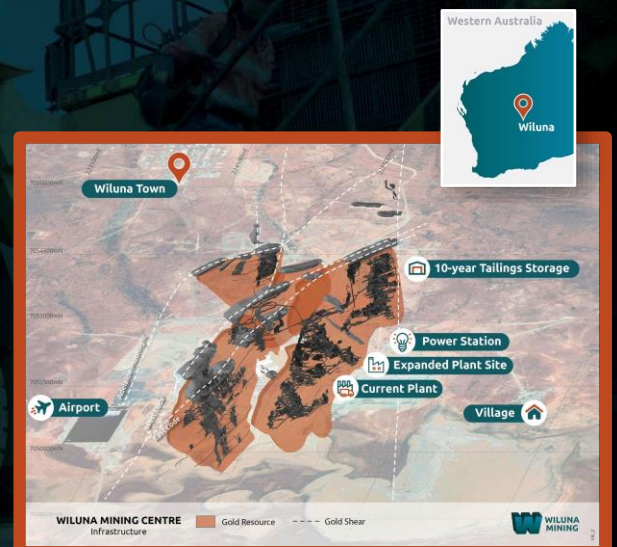 Western Australia
Wiluna
Wiluna Town
10-year Tailings Storage
Power Station
Expanded Plant Site
Current Plant
Airport
Village
WILUNA MINING CENTRE
Infrastructure
Gold Resource
Gold Shear
WILUNA
MINING